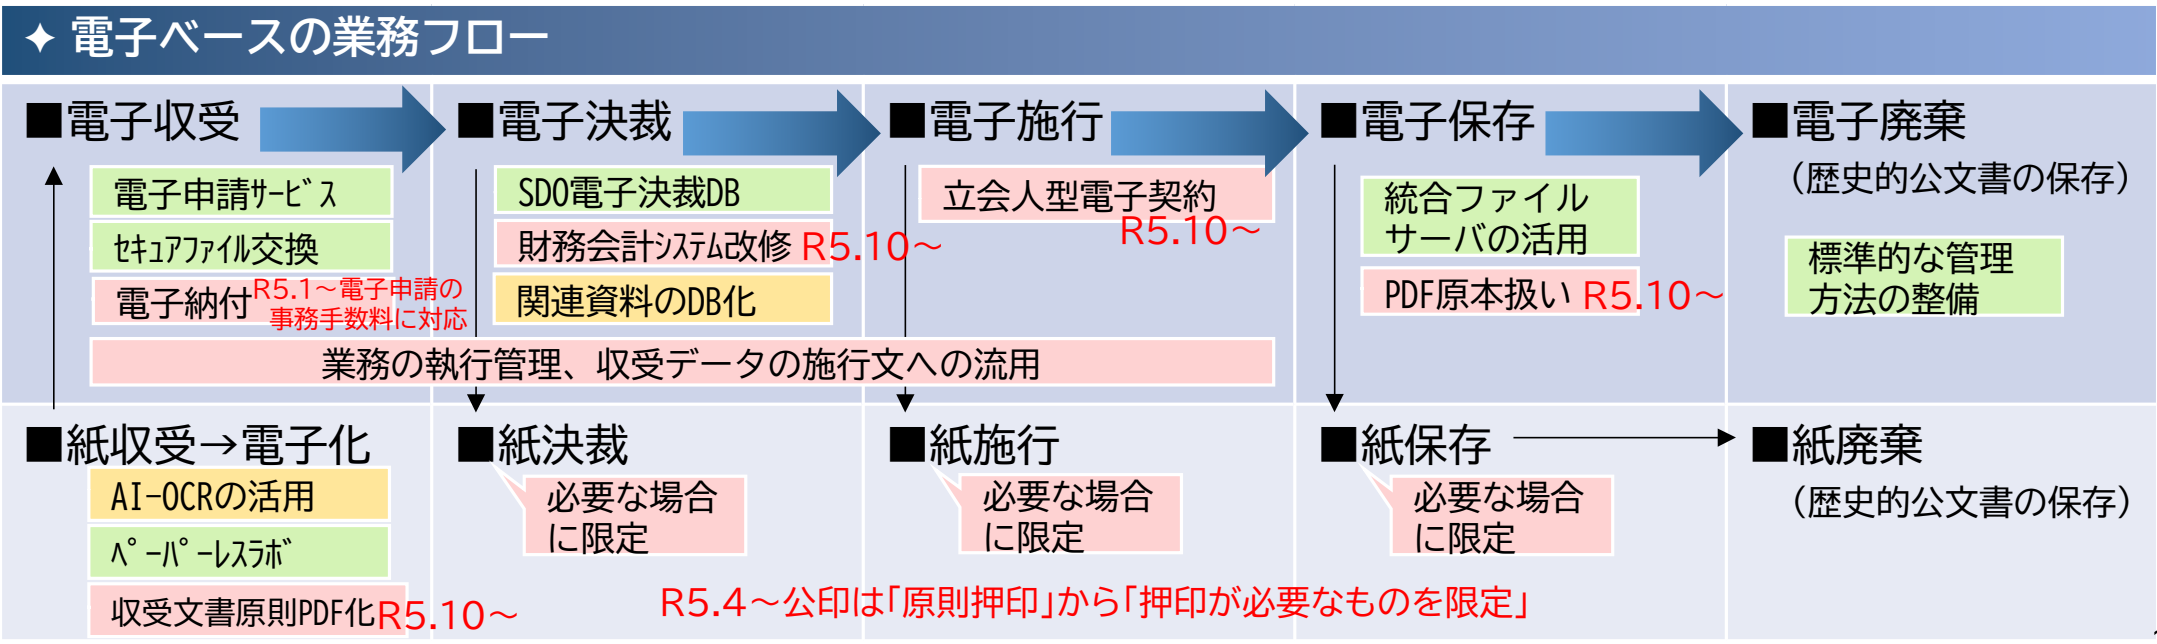 ✦ 電子ベースの業務フロー
■電子収受
電子申請ｻｰﾋﾞｽ
ｾｷｭｱﾌｧｲﾙ交換
電子納付
R5.1～電子申請の
事務手数料に対応
■電子決裁
SDO電子決裁DB
財務会計ｼｽﾃﾑ改修
R5.10～
関連資料のDB化
■電子施行
立会人型電子契約
R5.10～
業務の執行管理、収受データの施行文への流用
■電子保存
統合ファイル
サーバの活用
PDF原本扱い
R5.10～
■電子廃棄
（歴史的公文書の保存）
標準的な管理
方法の整備
■紙収受→電子化
AI-OCRの活用
ﾍﾟｰﾊﾟｰﾚｽﾗﾎﾞ
収受文書原則PDF化
R5.10～
■紙決裁
必要な場合
に限定
■紙施行
必要な場合
に限定
■紙保存
必要な場合
に限定
■紙廃棄
（歴史的公文書の保存）
R5.4～公印は｢原則押印｣から｢押印が必要なものを限定｣